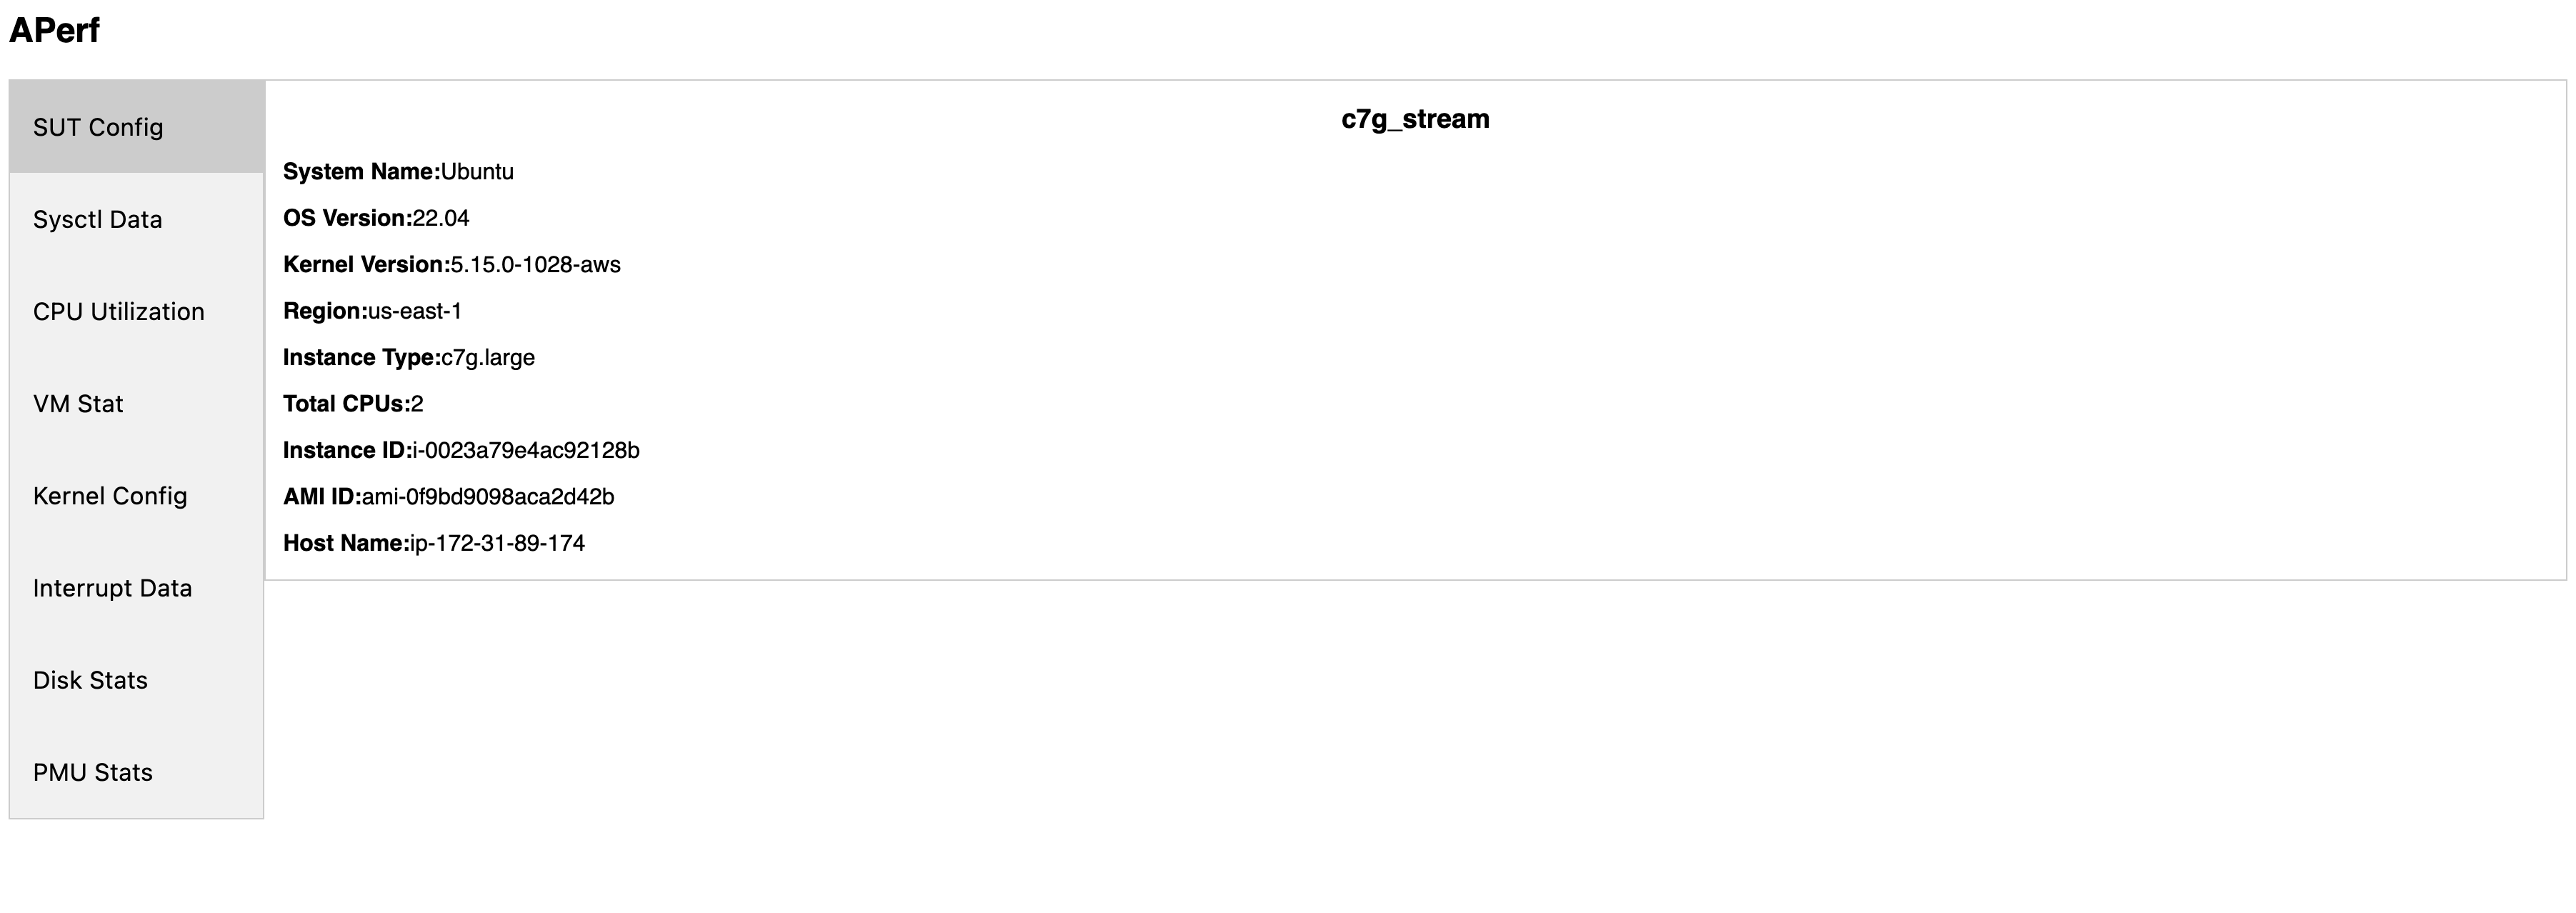 APerf
SUT Config
Sysctl Data
CPU Utilization
VM Stat
Kernel Config
Interrupt Data
Disk Stats
PMU Stats
c7g_stream
System Name:Ubuntu
OS Version:22.04
Kernel Version:5.15.0-1028-aws
Region:us-east-1
Instance Type:c7g.large
Total CPUs:2
Instance ID:i-0023a79e4ac92128b
AMI ID:ami-0f9bd9098aca2d42b
Host Name:ip-172-31-89-174